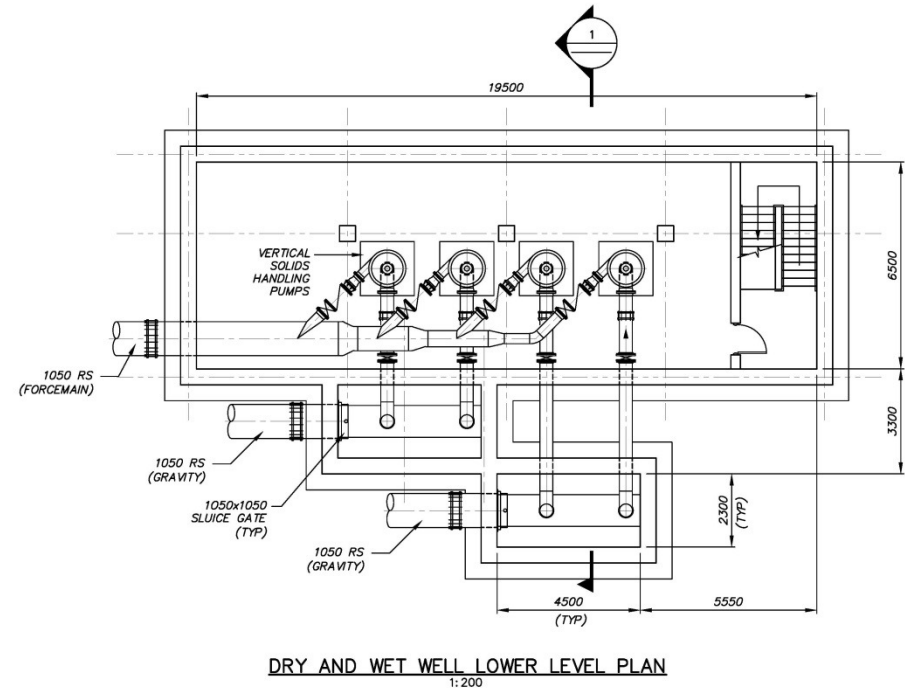 1
19500
VERTICAL
SOLIDS
HANDLING
PUMPS
6500
1050 RS
(FORCEMAIN)
3300
1050 RS
(GRAVITY)
1050x1050
SLUICE GATE
(TYP)
2300
(TYP)
1050 RS
(GRAVITY)
4500
(TYP)
5550
DRY AND WET WELL LOWER LEVEL PLAN
1:200